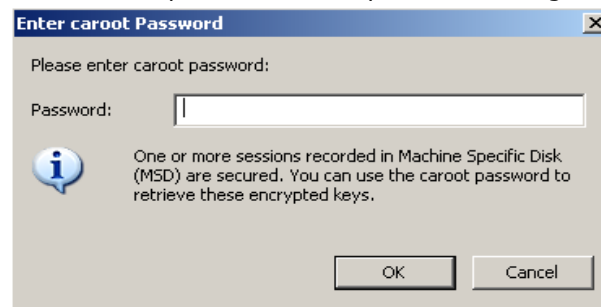 Enter caroot Password
Please enter caroot password:
Password:
One or more sessions recorded in Machine Specific Disk
(MSD) are secured. You can use the caroot password to
retrieve these encrypted keys.
OK Cancel